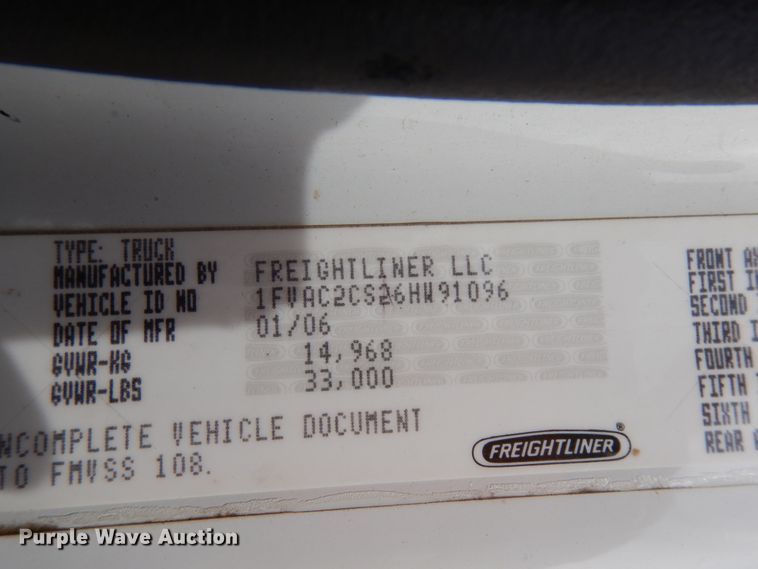 TYPE: TRUCK
MANUFACTURED BY FREIGHTLINER LLC
VEHICLE ID NO 1FVAC2CS26HW91096
DATE OF MFR 01/06
GVWR-KG 14,968
GVWR-LBS 33,000
NCOMPLETE VEHICLE DOCUMENT
TO FMVSS 108.
FREIGHTLINER®
FRONT A
FIRST I
SECOND
THIRD I
FOURTH
FIFTH
SIXTH
REAR A
Purple Wave Auction